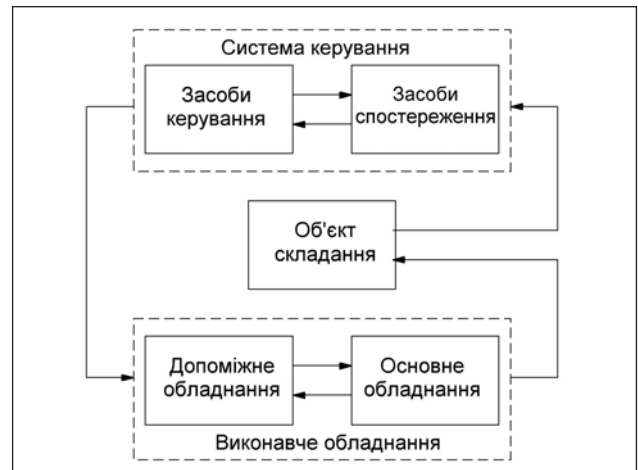 Система керування
Засоби
керування
Засоби
спостереження
Об'єкт
складання
Допоміжне
обладнання
Основне
обладнання
Виконавче обладнання